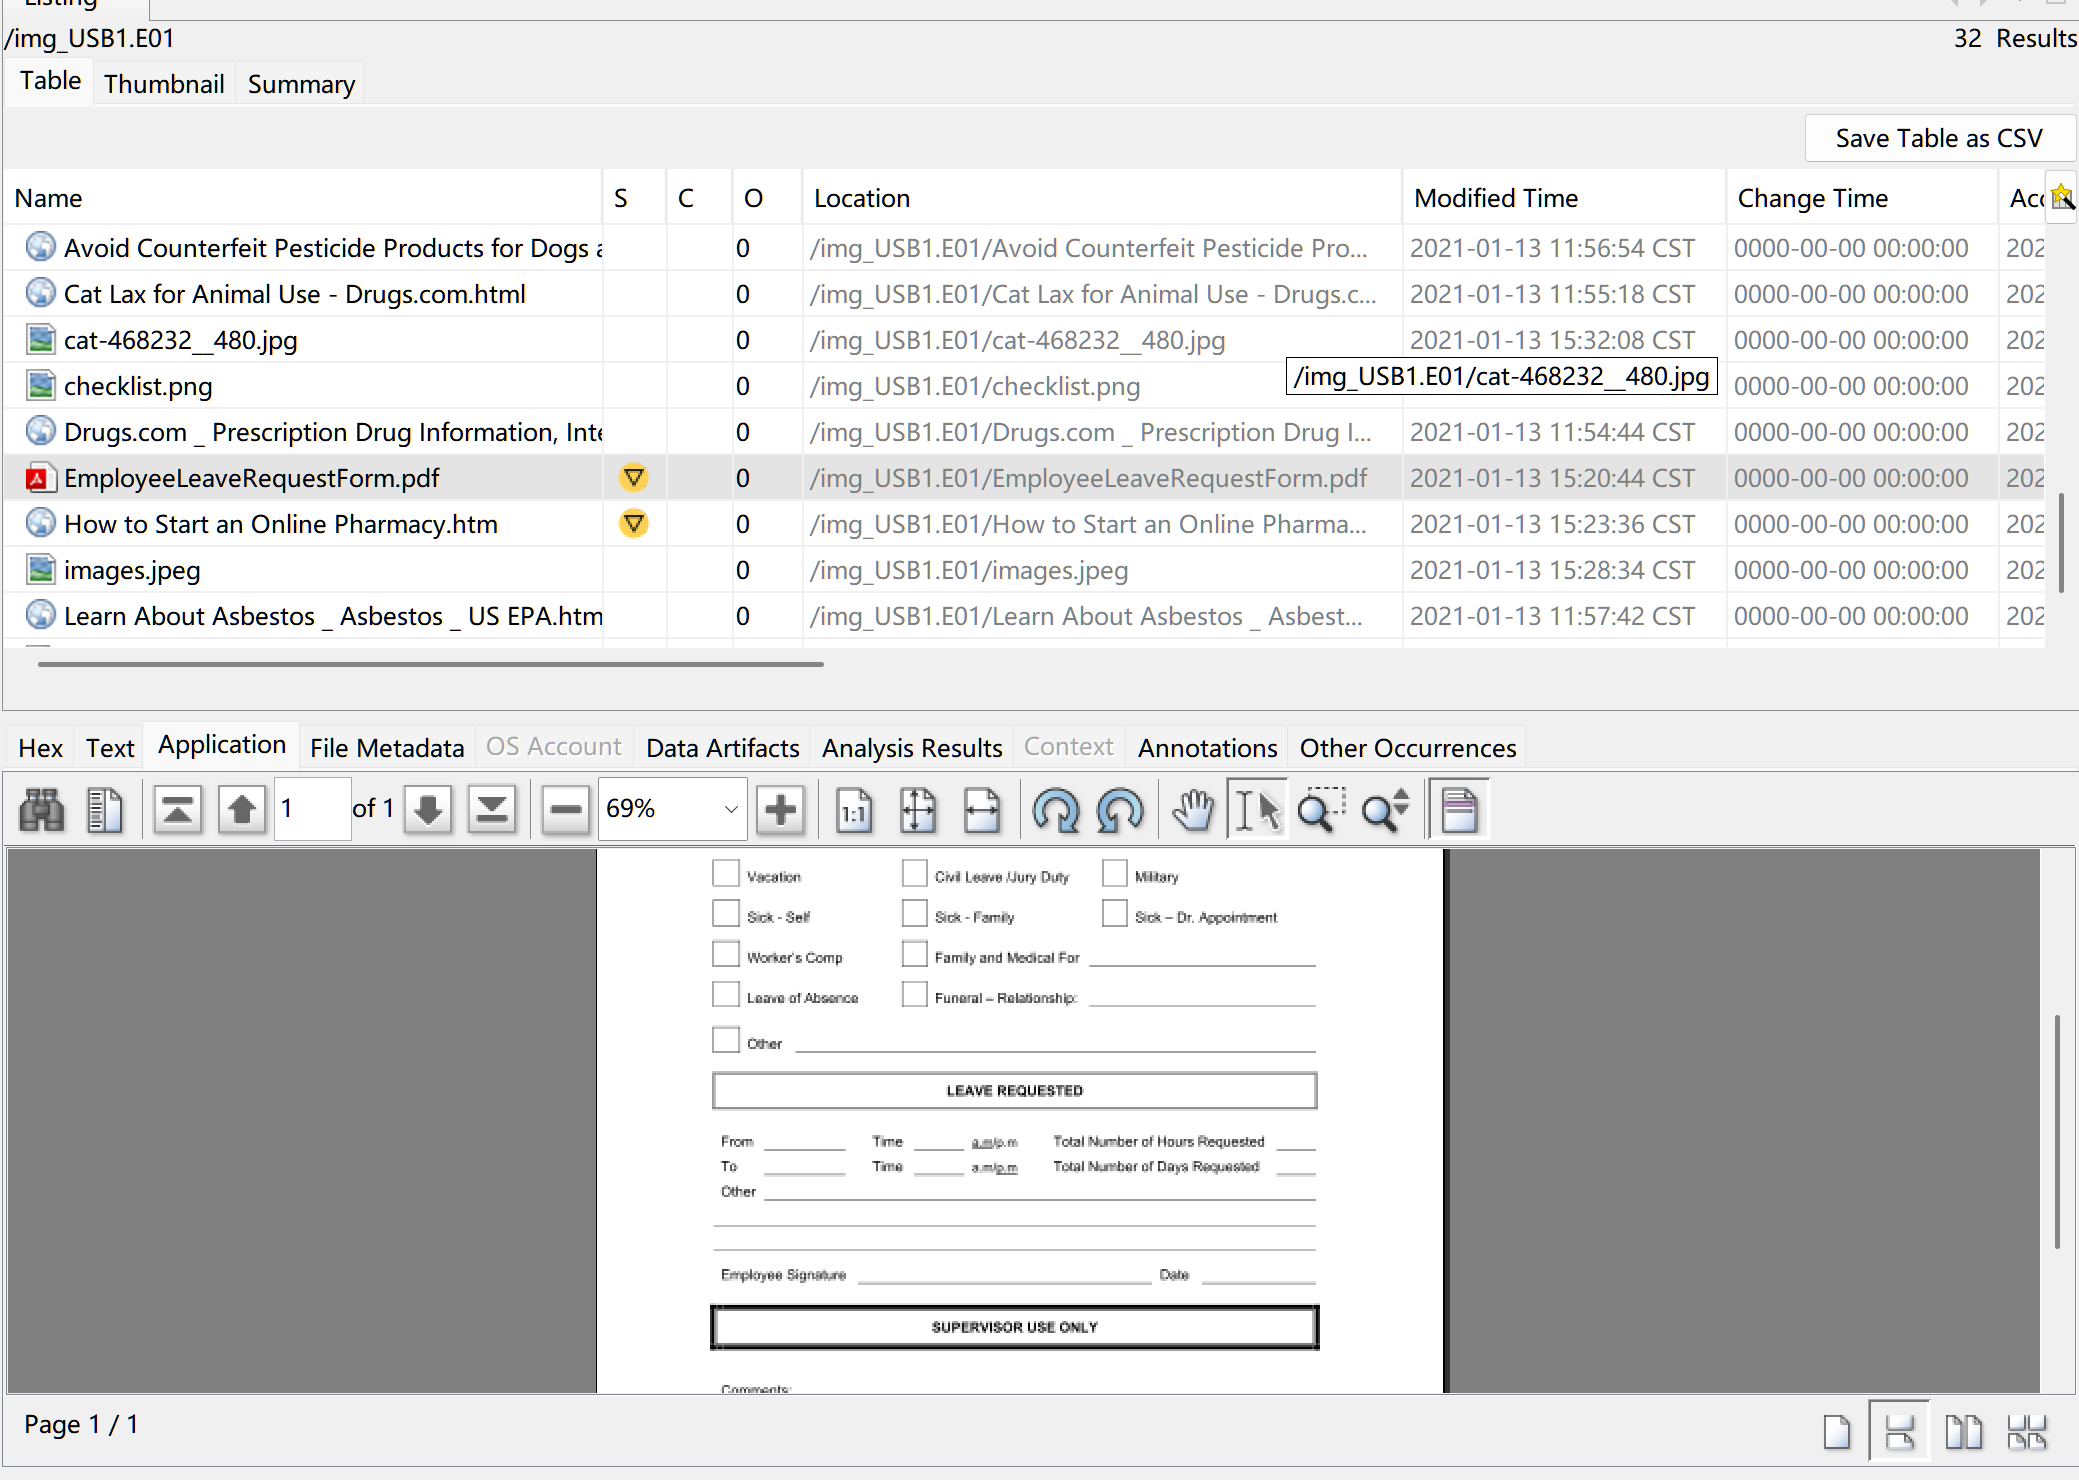 Listing
/img_USB1.E01 32 Results
Table Thumbnail Summary
Save Table as CSV
Name S C O Location Modified Time Change Time Acc
Avoid Counterfeit Pesticide Products for Dogs a 0 /img_USB1.E01/Avoid Counterfeit Pesticide Pro... 2021-01-13 11:56:54 CST 0000-00-00 00:00:00 202
Cat Lax for Animal Use - Drugs.com.html 0 /img_USB1.E01/Cat Lax for Animal Use - Drugs.c... 2021-01-13 11:55:18 CST 0000-00-00 00:00:00 202
cat-468232__480.jpg 0 /img_USB1.E01/cat-468232__480.jpg 2021-01-13 15:32:08 CST 0000-00-00 00:00:00 202
checklist.png 0 /img_USB1.E01/checklist.png /img_USB1.E01/cat-468232__480.jpg 0000-00-00 00:00:00 202
Drugs.com _ Prescription Drug Information, Inte 0 /img_USB1.E01/Drugs.com _ Prescription Drug I... 2021-01-13 11:54:44 CST 0000-00-00 00:00:00 202
EmployeeLeaveRequestForm.pdf 0 /img_USB1.E01/EmployeeLeaveRequestForm.pdf 2021-01-13 15:20:44 CST 0000-00-00 00:00:00 202
How to Start an Online Pharmacy.htm 0 /img_USB1.E01/How to Start an Online Pharma... 2021-01-13 15:23:36 CST 0000-00-00 00:00:00 202
images.jpeg 0 /img_USB1.E01/images.jpeg 2021-01-13 15:28:34 CST 0000-00-00 00:00:00 202
Learn About Asbestos _ Asbestos _ US EPA.htm 0 /img_USB1.E01/Learn About Asbestos _ Asbest... 2021-01-13 11:57:42 CST 0000-00-00 00:00:00 202
Hex Text Application File Metadata OS Account Data Artifacts Analysis Results Context Annotations Other Occurrences
1 of 1 69% 1:1
Vacation Civil Leave /Jury Duty Military
Sick - Self Sick - Family Sick – Dr. Appointment
Worker's Comp Family and Medical For
Leave of Absence Funeral – Relationship:
Other
LEAVE REQUESTED
From Time a.m/p.m Total Number of Hours Requested
To Time a.m/p.m Total Number of Days Requested
Other
Employee Signature Date
SUPERVISOR USE ONLY
Comments:
Page 1 / 1